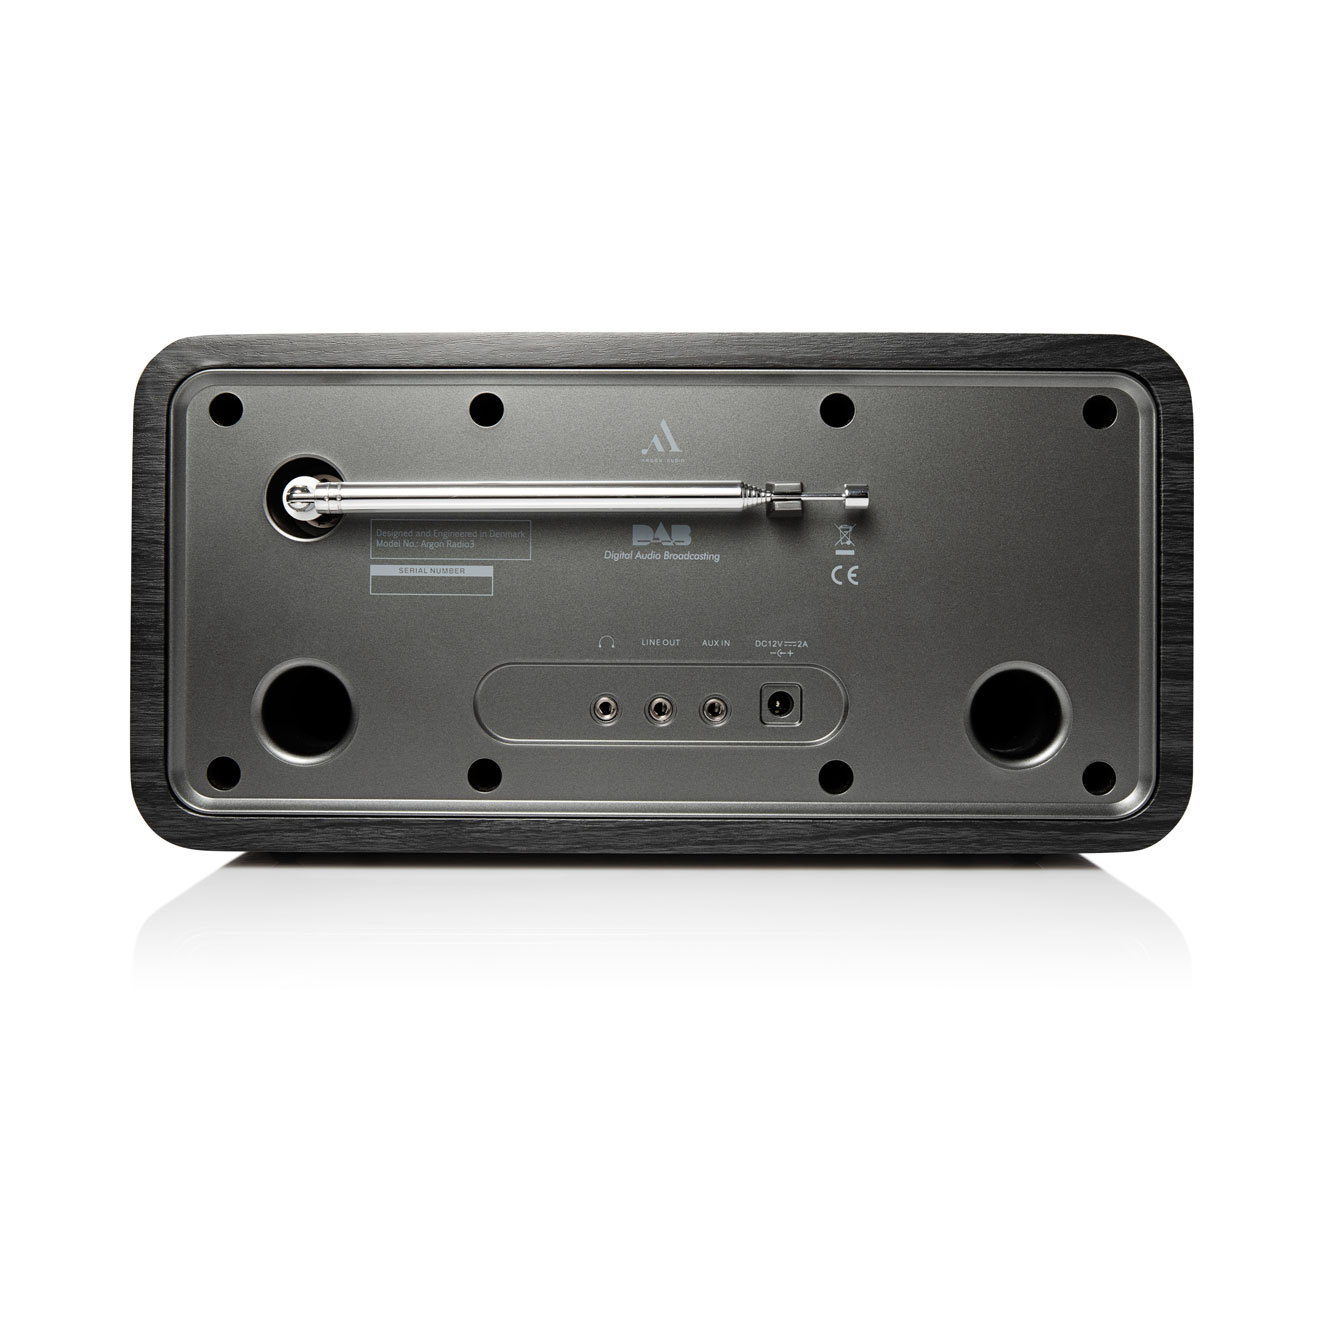 ARGON AUDIO
Designed and Engineered in Denmark
Model No.: Argon Radio3
SERIAL NUMBER
DAB
Digital Audio Broadcasting
CE
LINE OUT
AUX IN
DC12V 2A